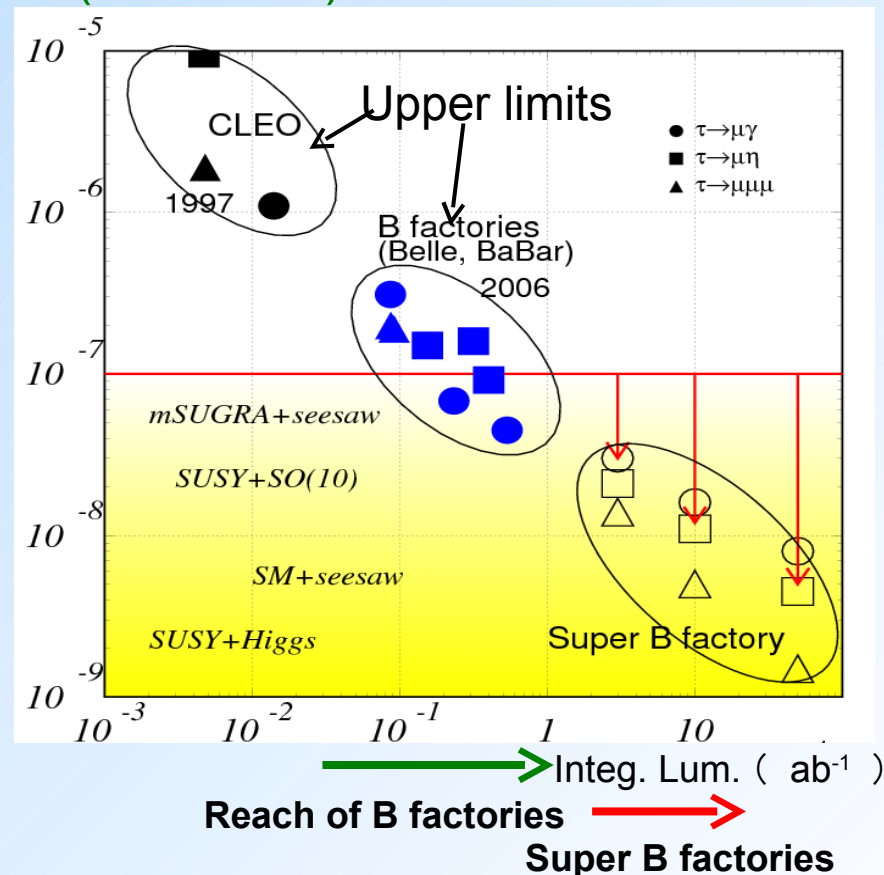 10 -5
Upper limits
CLEO
τ→μγ
τ→μη
τ→μμμ
1997
10 -6
B factories
(Belle, BaBar)
2006
10 -7
mSUGRA+seesaw
SUSY+SO(10)
10 -8
SM+seesaw
SUSY+Higgs
Super B factory
10 -9
10 -3 10 -2 10 -1 1 10
Integ. Lum. ( ab-1 )
Reach of B factories
Super B factories